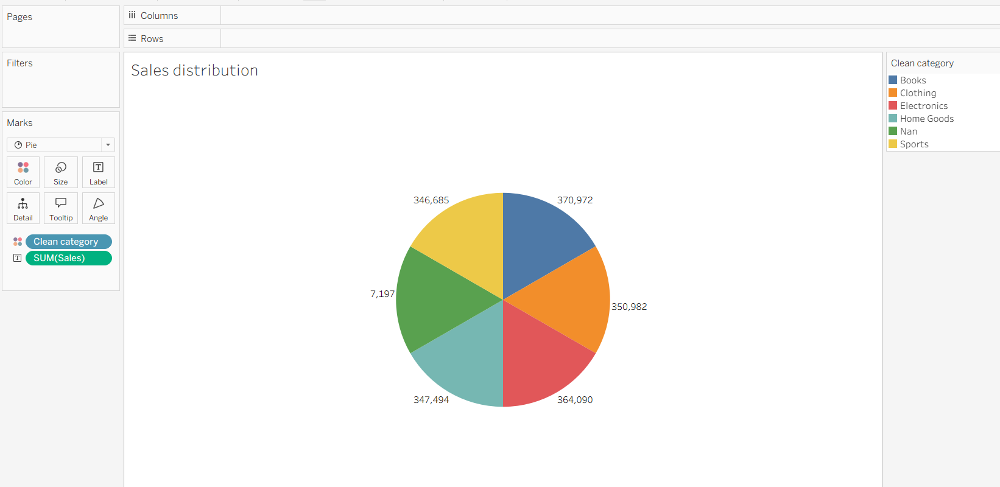 Pages
Columns
Rows
Filters
Marks
Pie
Color
Size
Label
Detail
Tooltip
Angle
Clean category
SUM(Sales)
Sales distribution
346,685
370,972
7,197
350,982
347,494
364,090
Clean category
Books
Clothing
Electronics
Home Goods
Nan
Sports